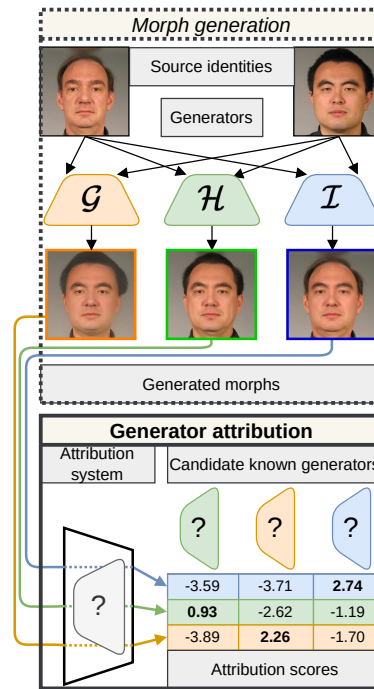 Morph generation
Source identities
Generators
𝒢 ℋ ℐ
Generated morphs
Generator attribution
Attribution
system
Candidate known generators
? ? ?
?
-3.59 -3.71 2.74
0.93 -2.62 -1.19
-3.89 2.26 -1.70
Attribution scores